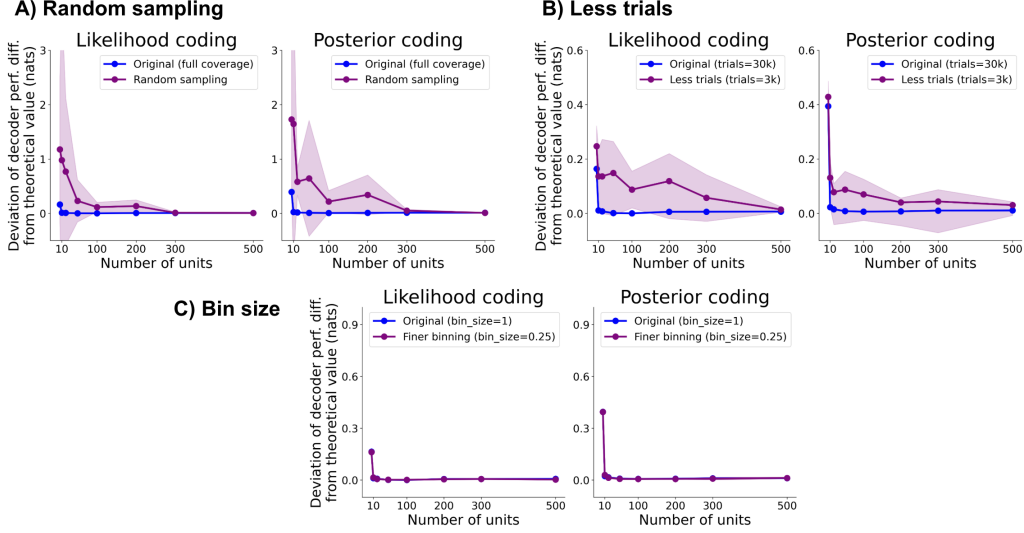 A) Random sampling
Likelihood coding
Posterior coding
Deviation of decoder perf. diff.
from theoretical value (nats)
3
2
1
0
Original (full coverage)
Random sampling
10 100 200 300 500
Number of units
3
2
1
0
Original (full coverage)
Random sampling
10 100 200 300 500
Number of units
B) Less trials
Likelihood coding
Posterior coding
Deviation of decoder perf. diff.
from theoretical value (nats)
0.6
0.4
0.2
0.0
Original (trials=30k)
Less trials (trials=3k)
10 100 200 300 500
Number of units
0.6
0.4
0.2
0.0
Original (trials=30k)
Less trials (trials=3k)
10 100 200 300 500
Number of units
C) Bin size
Likelihood coding
Posterior coding
Deviation of decoder perf. diff.
from theoretical value (nats)
0.9
0.6
0.3
0.0
Original (bin_size=1)
Finer binning (bin_size=0.25)
10 100 200 300 500
Number of units
0.9
0.6
0.3
0.0
Original (bin_size=1)
Finer binning (bin_size=0.25)
10 100 200 300 500
Number of units